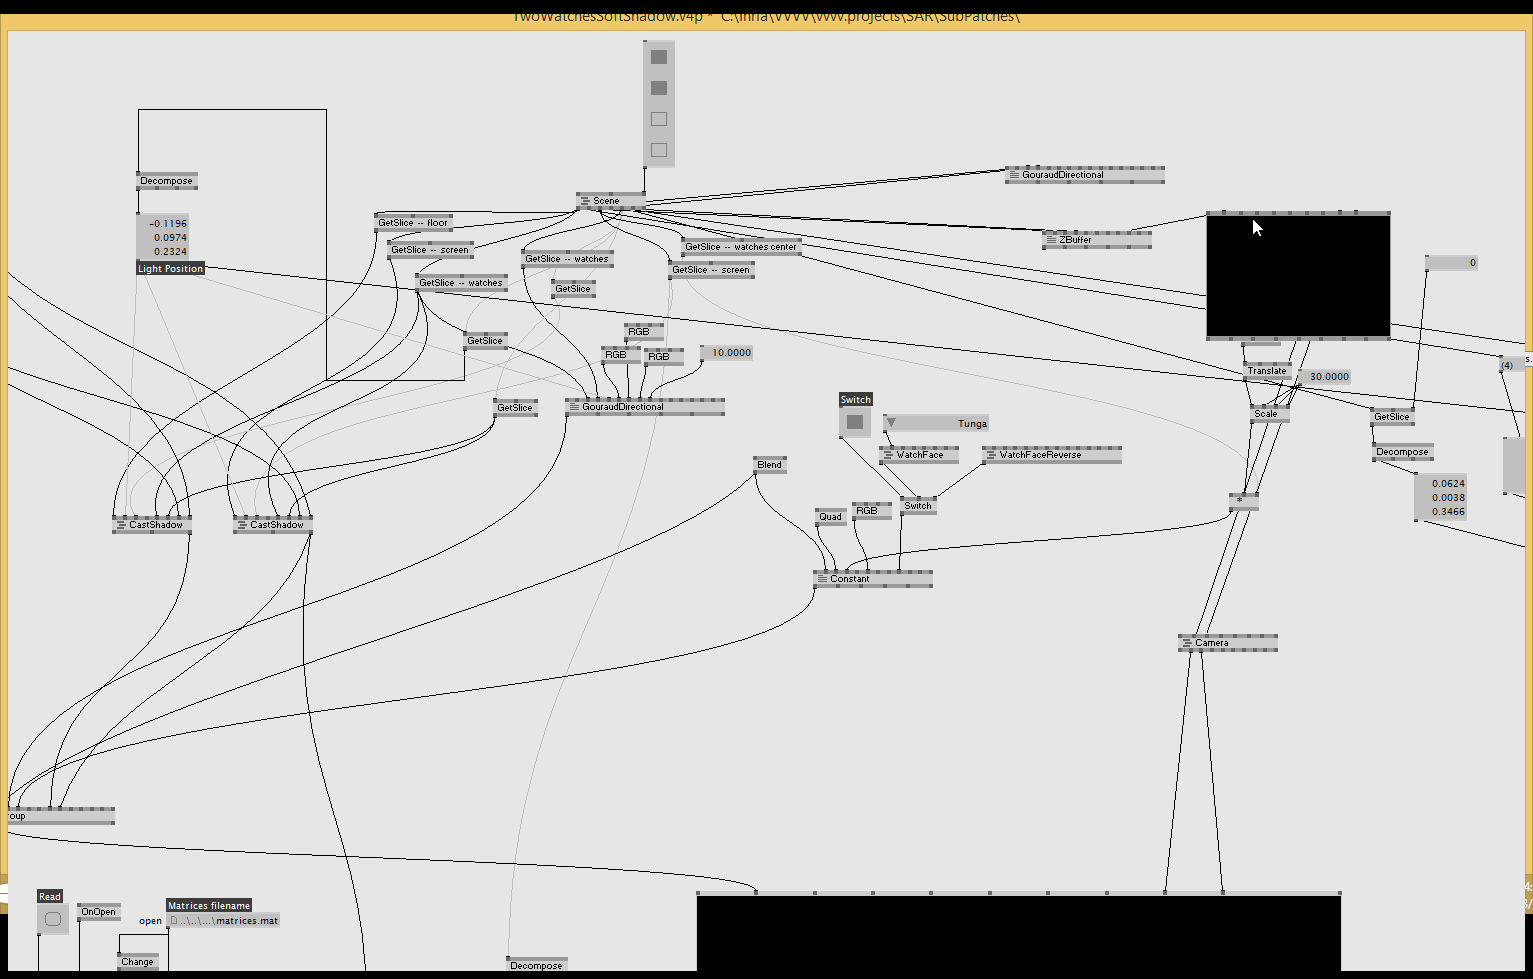 TwoWatchesSoftShadow.v4p * C:\Inria\VVVV\vvvv.projects\SAR\SubPatches\
GouraudDirectional
Decompose
Scene
GetSlice -- floor
-0.1196
0.0974
0.2324
Light Position
GetSlice -- screen
GetSlice -- watches center
ZBuffer
GetSlice -- watches
GetSlice -- screen
0
GetSlice -- watches
GetSlice
RGB
GetSlice
RGB
RGB
10.0000
s.
(4)
Translate
30.0000
GetSlice
GouraudDirectional
Scale
GetSlice
Switch
Tunga
WatchFace
WatchFaceReverse
Decompose
Blend
0.0624
0.0038
0.3466
*
Switch
RGB
Quad
CastShadow
CastShadow
Constant
Camera
oup
4:
3/
Read
Matrices filename
OnOpen
open
..\..\...\matrices.mat
Change
Decompose